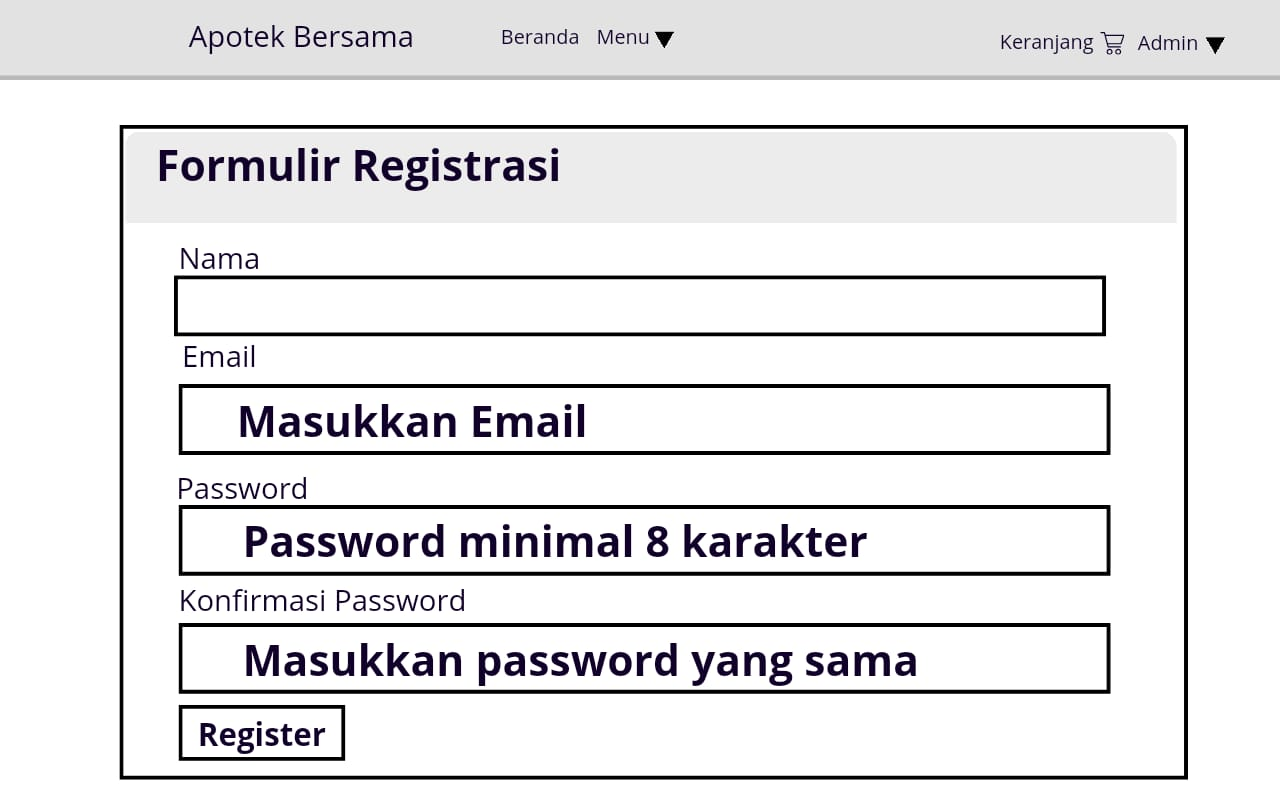 Apotek Bersama Beranda Menu Keranjang Admin
Formulir Registrasi
Nama
Email
Masukkan Email
Password
Password minimal 8 karakter
Konfirmasi Password
Masukkan password yang sama
Register